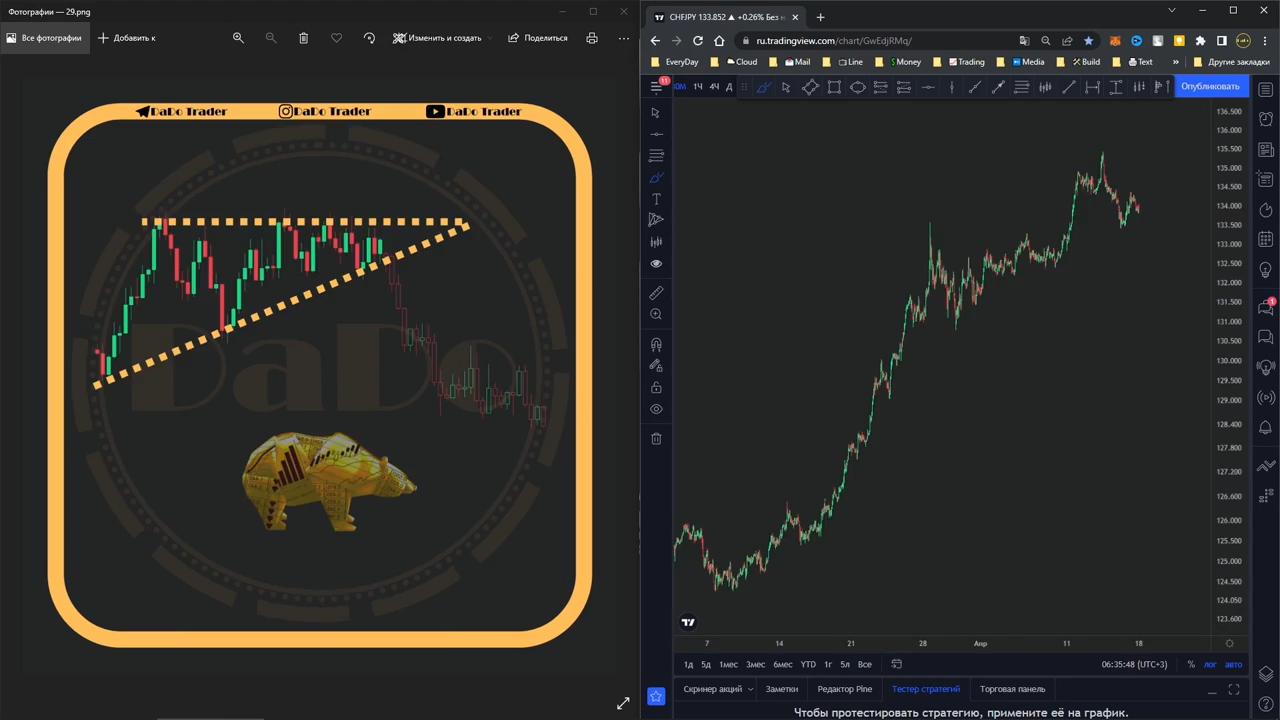 Фотографии — 29.png
Все фотографии
Добавить к
Изменить и создать
Поделиться
DaDo Trader
DaDo Trader
DaDo Trader
DaDo
CHFJPY 133.852 ▲ +0.26% Без
ru.tradingview.com/chart/GwEdjRMq/
EveryDay
Cloud
Mail
Line
Money
Trading
Media
Build
Text
»
Другие закладки
11
1Ч
4Ч
Д
Опубликовать
136.500
136.000
135.500
135.000
134.500
134.000
133.500
133.000
132.500
132.000
131.500
131.000
130.500
130.000
129.500
129.000
128.400
127.800
127.200
126.600
126.000
125.500
125.000
124.500
124.050
123.600
1
7
14
21
28
Апр
11
18
1д
5д
1мес
3мес
6мес
YTD
1г
5л
Все
06:35:48 (UTC+3)
%
лог
авто
Скринер акций
Заметки
Редактор Pine
Тестер стратегий
Торговая панель
Чтобы протестировать стратегию, примените её на график.